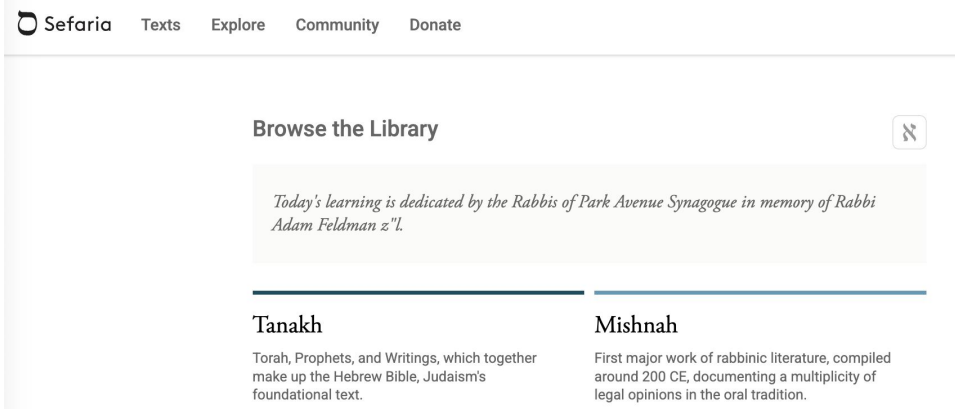 Sefaria Texts Explore Community Donate
Browse the Library
א
Today's learning is dedicated by the Rabbis of Park Avenue Synagogue in memory of Rabbi
Adam Feldman z"l.
Tanakh
Torah, Prophets, and Writings, which together
make up the Hebrew Bible, Judaism's
foundational text.
Mishnah
First major work of rabbinic literature, compiled
around 200 CE, documenting a multiplicity of
legal opinions in the oral tradition.